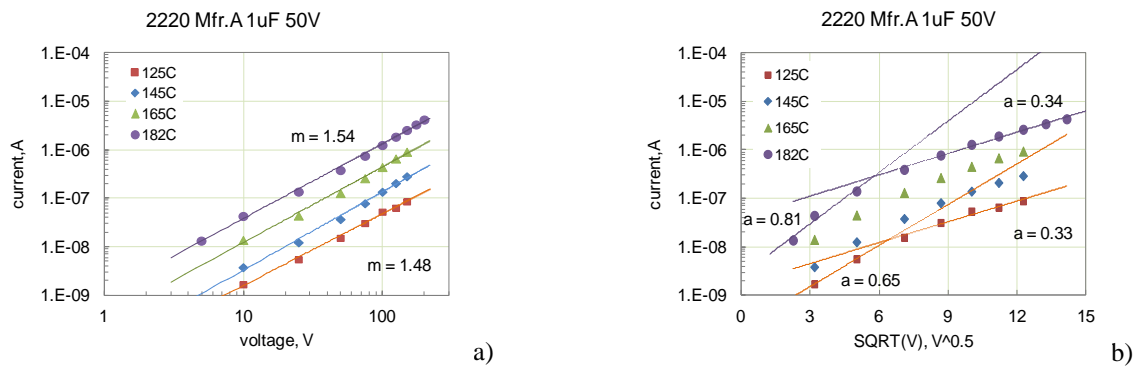 2220 Mfr.A 1uF 50V
1.E-04
1.E-05
1.E-06
1.E-07
1.E-08
1.E-09
current,A
125C
145C
165C
182C
m = 1.54
m = 1.48
1
10
100
voltage, V
a)
2220 Mfr.A 1uF 50V
1.E-04
1.E-05
1.E-06
1.E-07
1.E-08
1.E-09
current,A
125C
145C
165C
182C
a = 0.34
a = 0.81
a = 0.33
a = 0.65
0
3
6
9
12
15
SQRT(V), V^0.5
b)